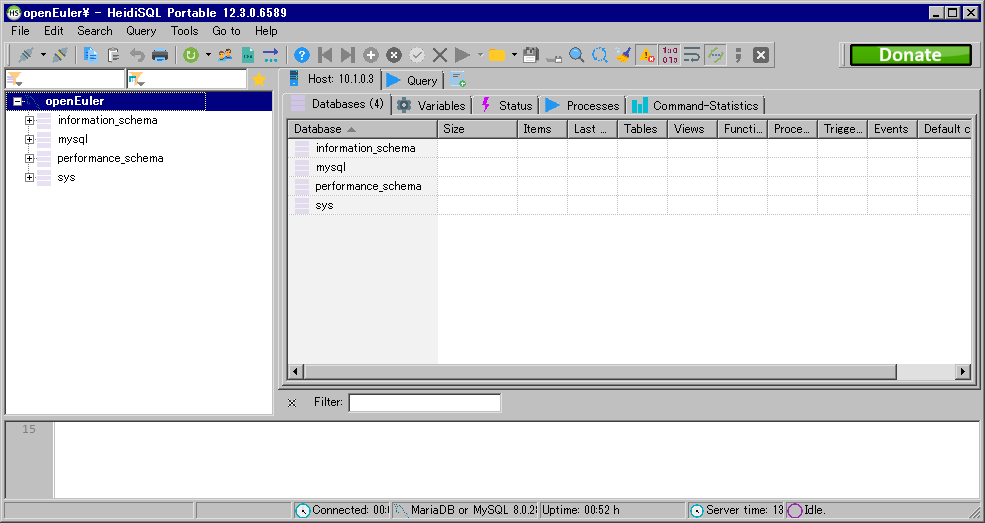 openEuler¥ - HeidiSQL Portable 12.3.0.6589
File Edit Search Query Tools Go to Help
Donate
Host: 10.1.0.3 Query
Databases (4) Variables Status Processes Command-Statistics
Database Size Items Last ... Tables Views Functi... Proce... Trigge... Events Default c
information_schema
mysql
performance_schema
sys
openEuler
information_schema
mysql
performance_schema
sys
Filter:
15
Connected: 00: MariaDB or MySQL 8.0.2 Uptime: 00:52 h Server time: 13 Idle.